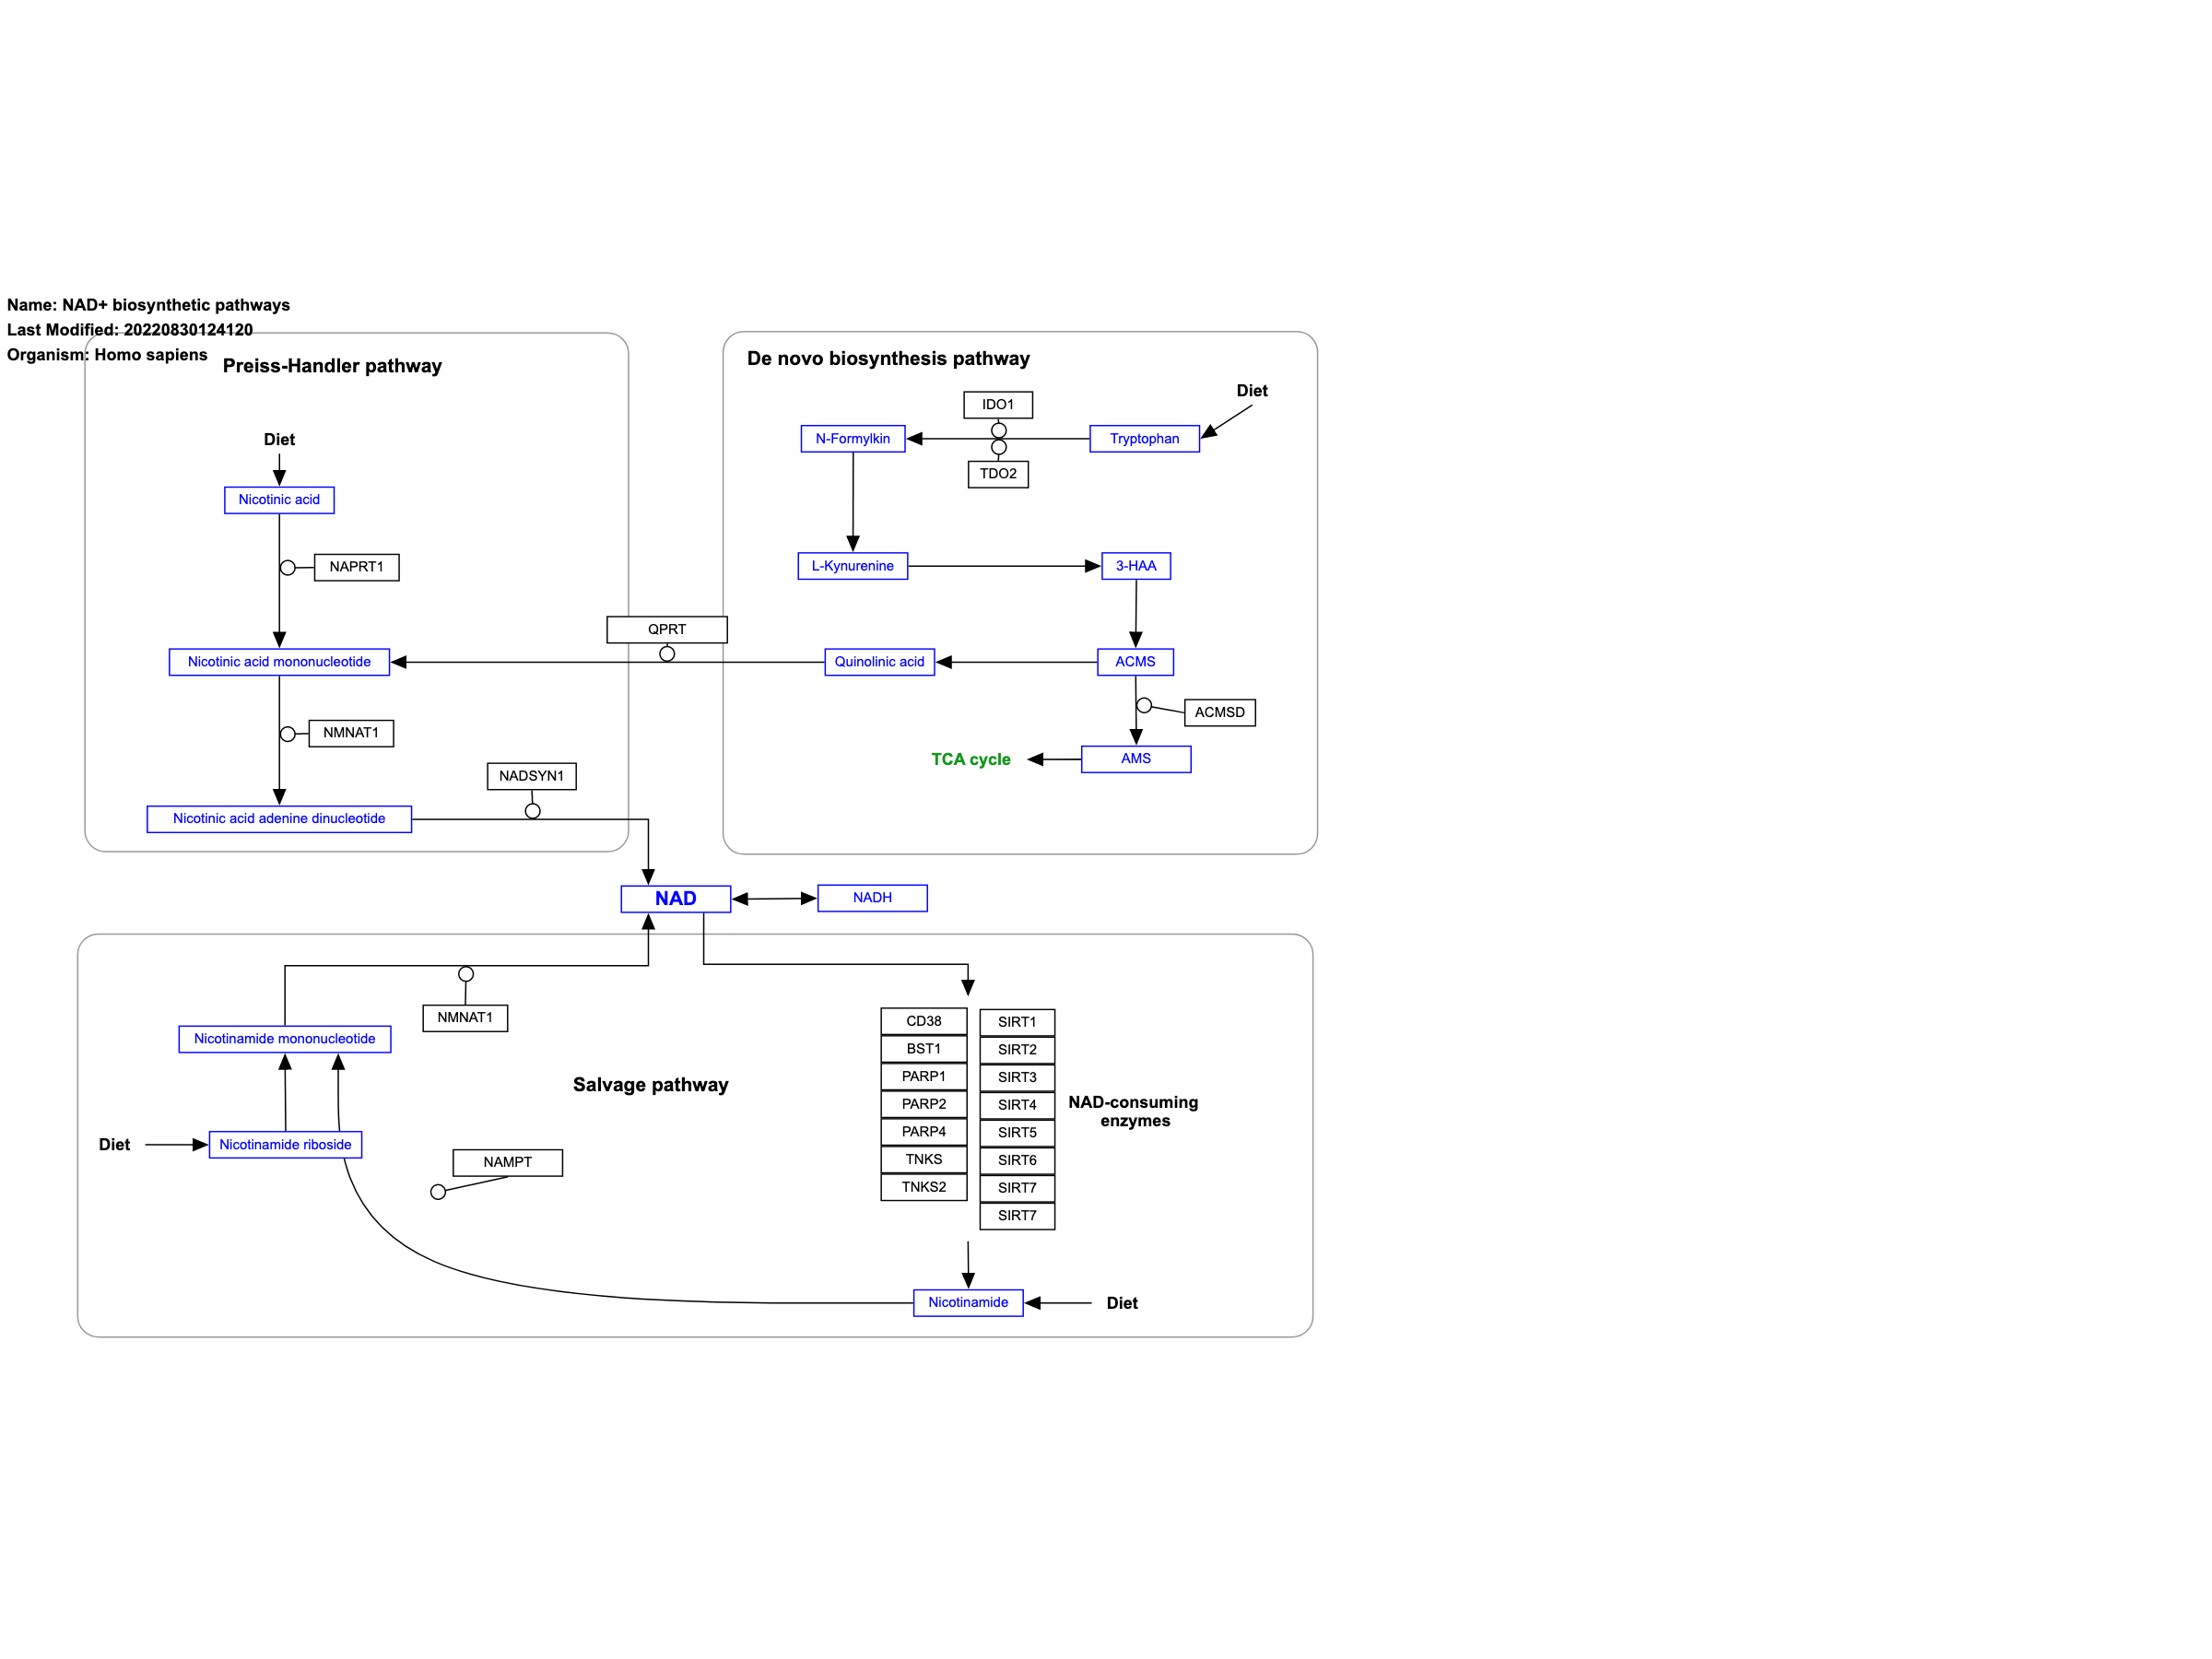 Name: NAD+ biosynthetic pathways
Last Modified: 20220830124120
Organism: Homo sapiens
Preiss-Handler pathway
Diet
Nicotinic acid
NAPRT1
Nicotinic acid mononucleotide
NMNAT1
Nicotinic acid adenine dinucleotide
NADSYN1
QPRT
De novo biosynthesis pathway
Diet
IDO1
N-Formylkin
Tryptophan
TDO2
L-Kynurenine
3-HAA
Quinolinic acid
ACMS
ACMSD
TCA cycle
AMS
NAD
NADH
NMNAT1
Nicotinamide mononucleotide
Salvage pathway
Diet
Nicotinamide riboside
NAMPT
CD38
BST1
PARP1
PARP2
PARP4
TNKS
TNKS2
SIRT1
SIRT2
SIRT3
SIRT4
SIRT5
SIRT6
SIRT7
SIRT7
NAD-consuming
enzymes
Nicotinamide
Diet